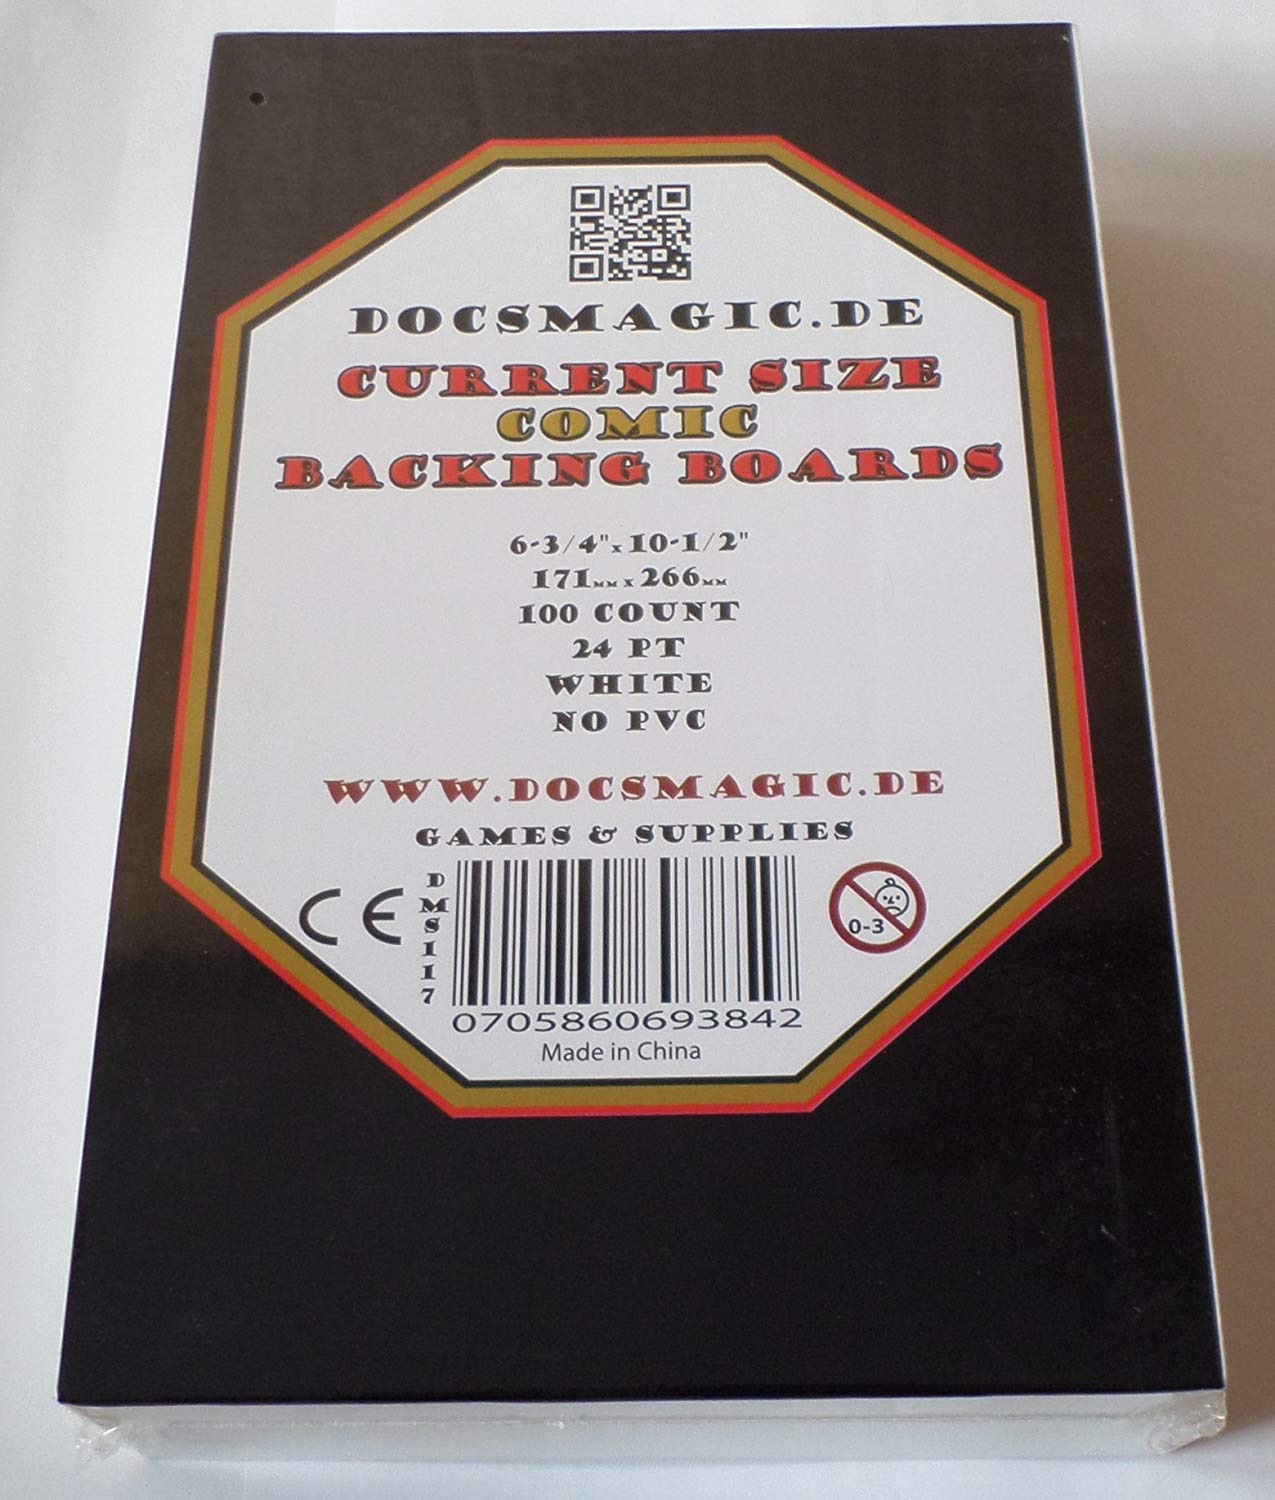 DOCSMAGIC.DE
CURRENT SIZE
COMIC
BACKING BOARDS
6-3/4" x 10-1/2"
171MM X 266MM
100 COUNT
24 PT
WHITE
NO PVC
WWW.DOCSMAGIC.DE
GAMES & SUPPLIES
CE
DMS117
0-3
0705860693842
Made in China